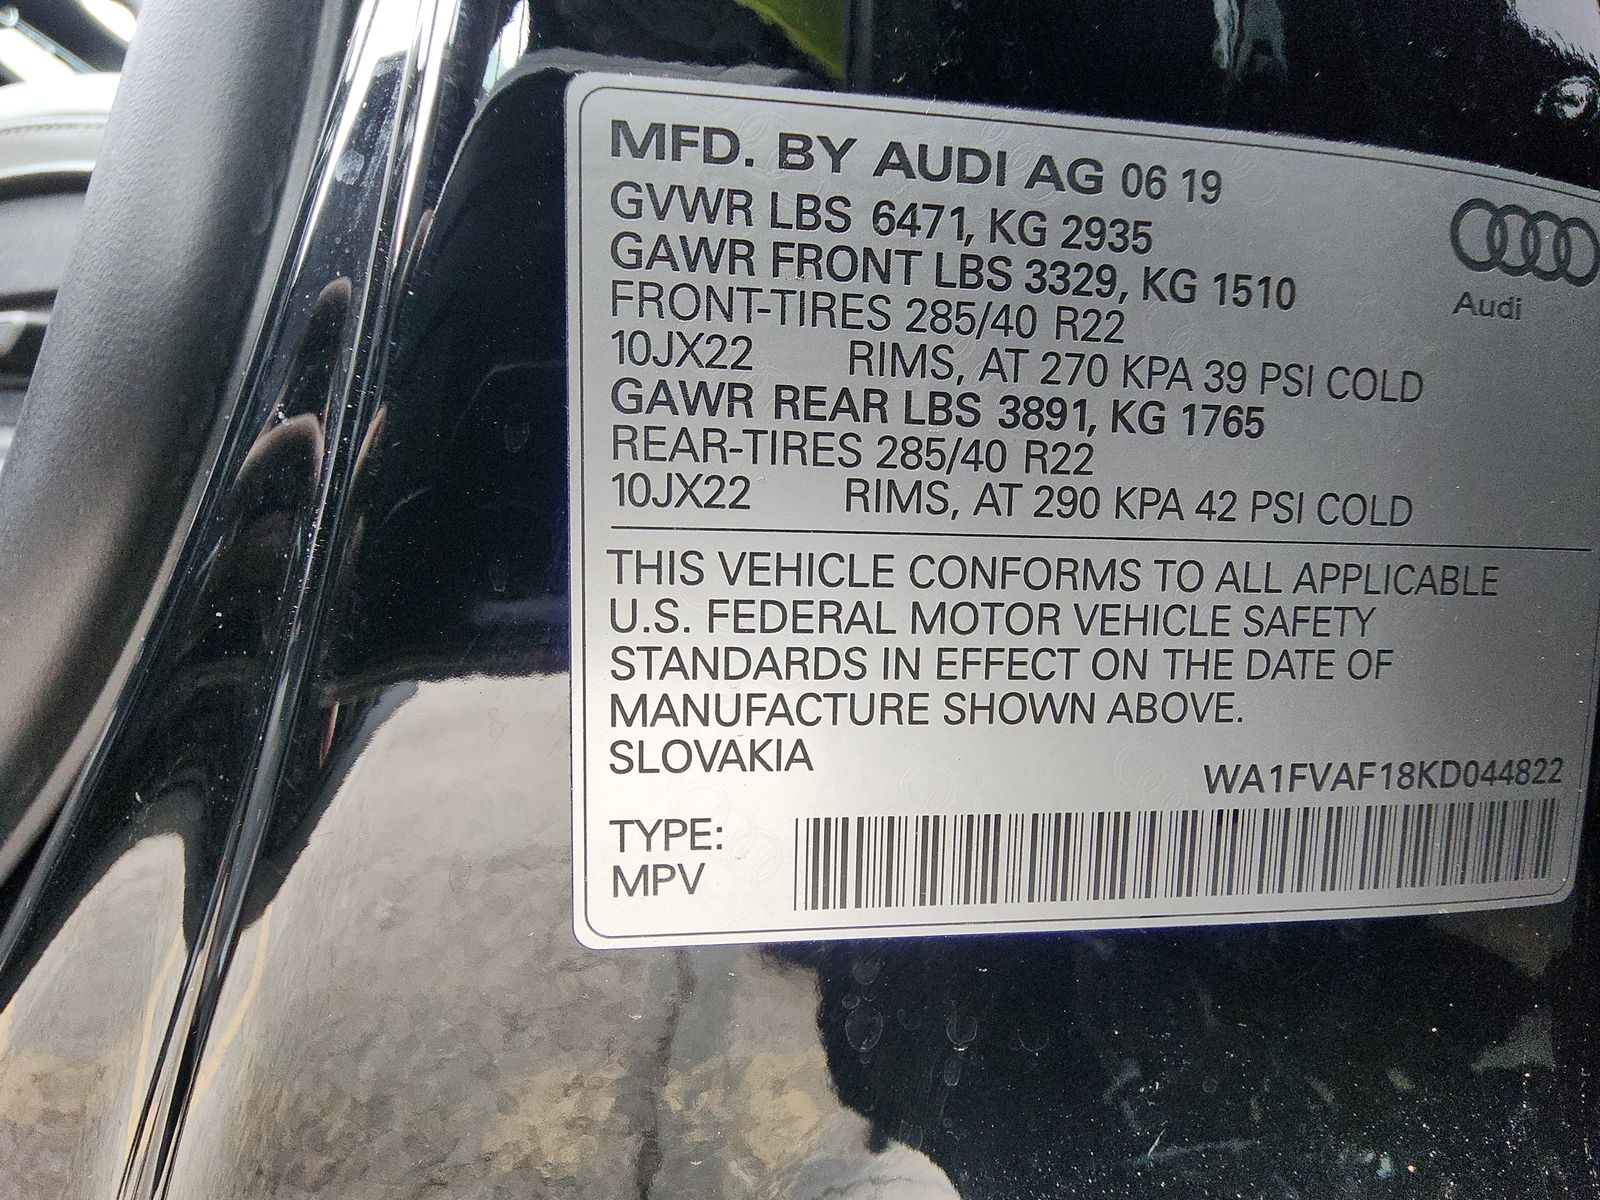 MFD. BY AUDI AG 06 19
GVWR LBS 6471, KG 2935
GAWR FRONT LBS 3329, KG 1510
FRONT-TIRES 285/40 R22
10JX22 RIMS, AT 270 KPA 39 PSI COLD
GAWR REAR LBS 3891, KG 1765
REAR-TIRES 285/40 R22
10JX22 RIMS, AT 290 KPA 42 PSI COLD
Audi
THIS VEHICLE CONFORMS TO ALL APPLICABLE
U.S. FEDERAL MOTOR VEHICLE SAFETY
STANDARDS IN EFFECT ON THE DATE OF
MANUFACTURE SHOWN ABOVE.
SLOVAKIA
WA1FVAF18KD044822
TYPE:
MPV